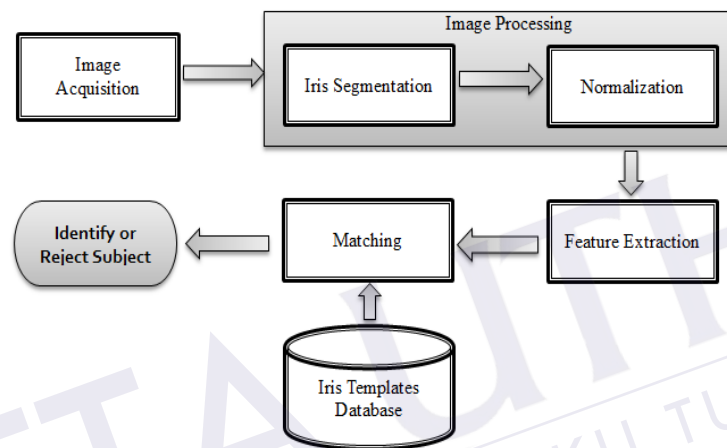 Image Processing
Image
Acquisition
Iris Segmentation
Normalization
Identify or
Reject Subject
Matching
Feature Extraction
Iris Templates
Database